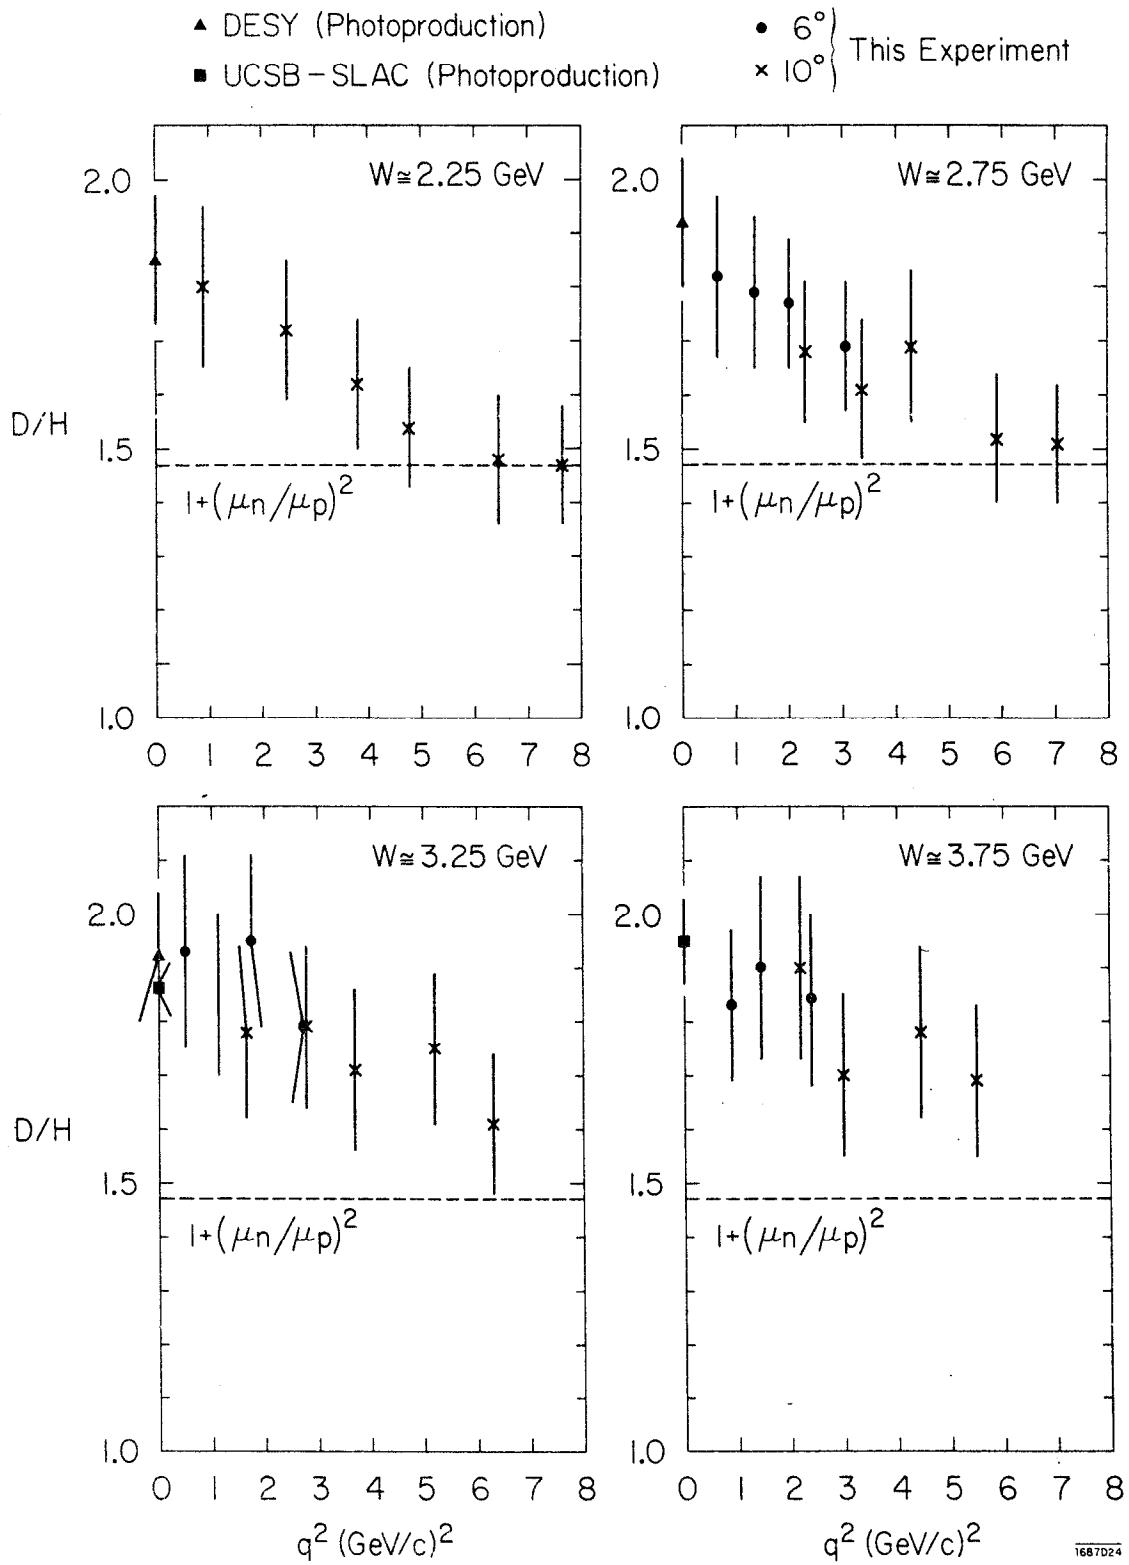 ▲ DESY (Photoproduction)
■ UCSB-SLAC (Photoproduction)
● 6°
× 10°
This Experiment
W≅2.25 GeV
2.0
1.5
1.0
D/H
1+(μn/μp)²
0 1 2 3 4 5 6 7 8
W≅2.75 GeV
2.0
1.5
1.0
1+(μn/μp)²
0 1 2 3 4 5 6 7 8
W≅3.25 GeV
2.0
1.5
1.0
D/H
1+(μn/μp)²
0 1 2 3 4 5 6 7 8
q² (GeV/c)²
W≅3.75 GeV
2.0
1.5
1.0
1+(μn/μp)²
0 1 2 3 4 5 6 7 8
q² (GeV/c)²
1687D24